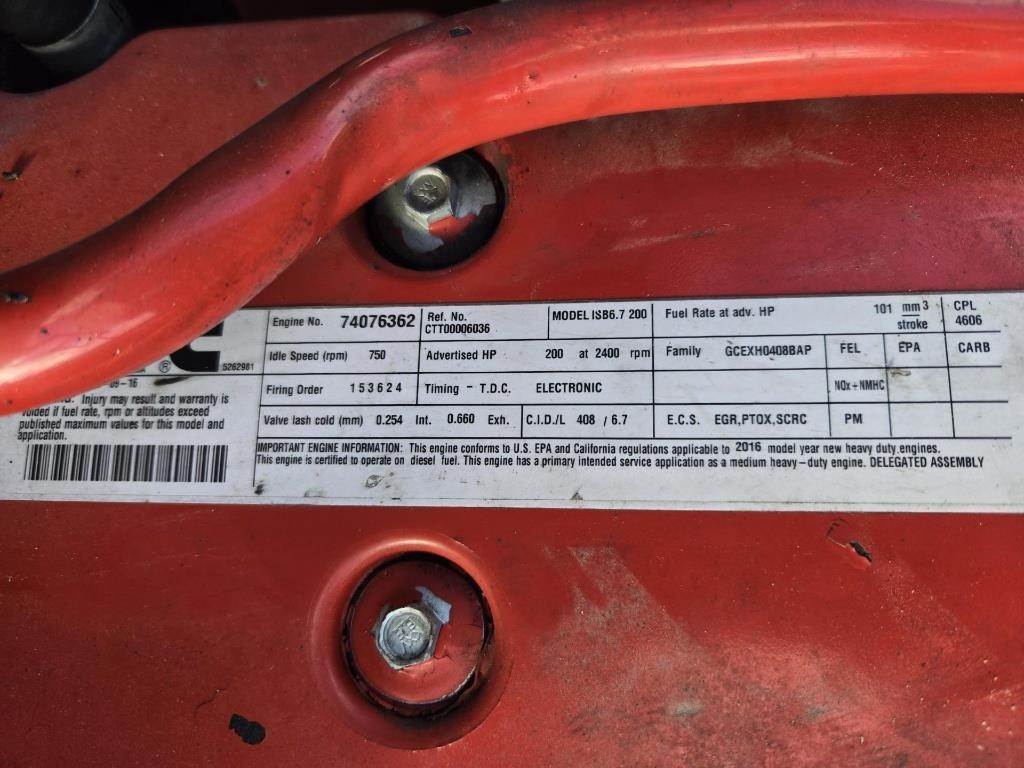 Engine No. 74076362
Ref. No.
CTT00006036
MODEL ISB6.7 200
Fuel Rate at adv. HP 101 mm3
stroke
CPL
4606
® 5262981
Idle Speed (rpm) 750
Advertised HP 200 at 2400 rpm
Family GCEXH0408BAP
FEL EPA CARB
09-16
Firing Order 153624
Timing - T.D.C. ELECTRONIC
NOx+NMHC
Injury may result and warranty is
voided if fuel rate, rpm or altitudes exceed
published maximum values for this model and
application.
Valve lash cold (mm) 0.254 Int. 0.660 Exh.
C.I.D./L 408 / 6.7
E.C.S. EGR,PTOX,SCRC
PM
IMPORTANT ENGINE INFORMATION: This engine conforms to U.S. EPA and California regulations applicable to 2016 model year new heavy duty engines.
This engine is certified to operate on diesel fuel. This engine has a primary intended service application as a medium heavy-duty engine. DELEGATED ASSEMBLY